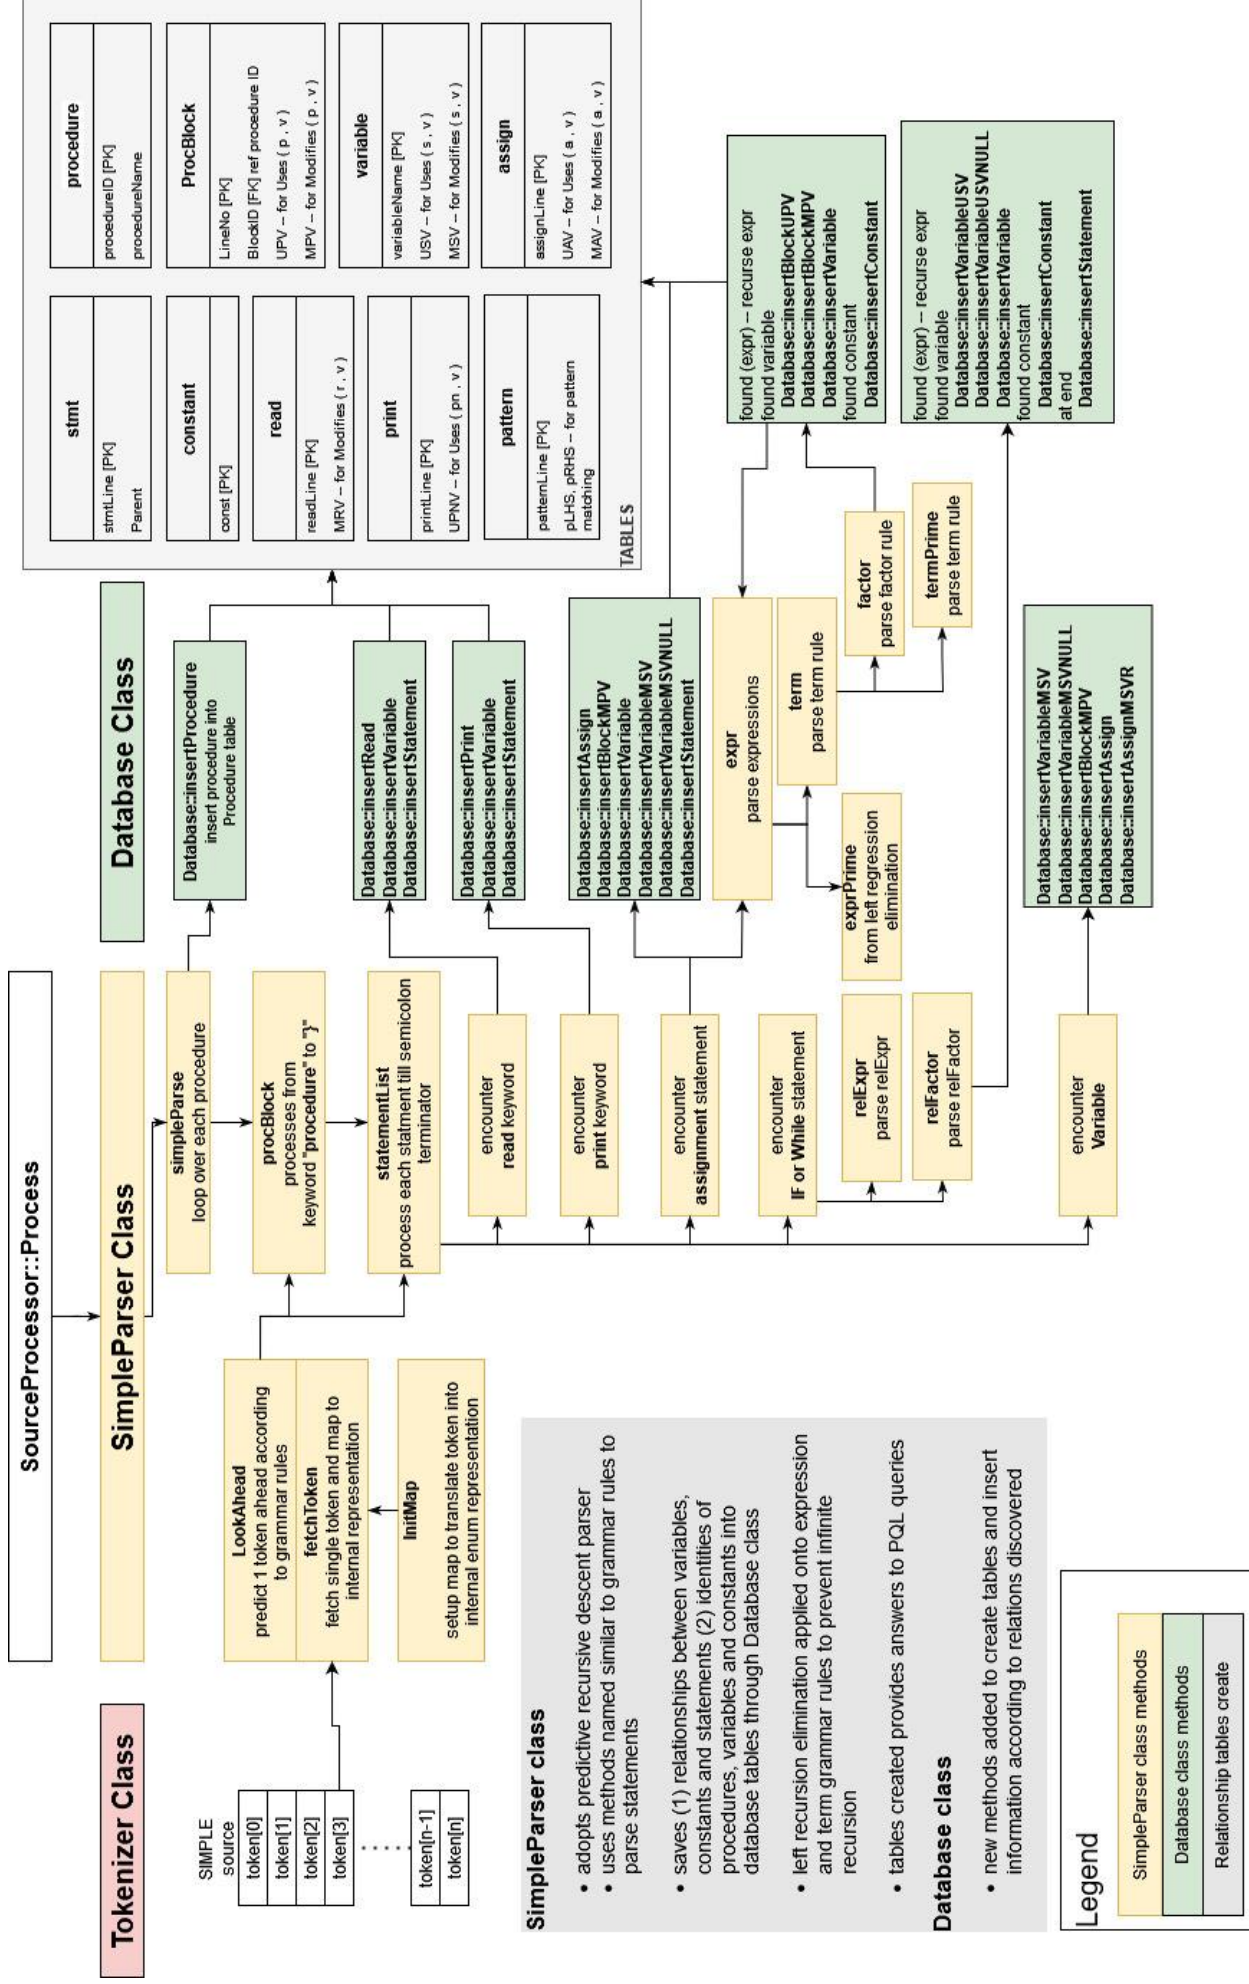 SourceProcessor::Process
Tokenizer Class
SimpleParser Class
Database Class
SIMPLE
source
token[0]
token[1]
token[2]
token[3]
token[n-1]
token[n]
LookAhead
predict 1 token ahead according
to grammar rules
fetchToken
fetch single token and map to
internal representation
InitMap
setup map to translate token into
internal enum representation
simpleParse
loop over each procedure
procBlock
processes from
keyword "procedure" to "}"
statementList
process each statment till semicolon
terminator
encounter
read keyword
encounter
print keyword
encounter
assignment statement
encounter
IF or While statement
relExpr
parse relExpr
relFactor
parse relFactor
encounter
Variable
Database::insertProcedure
insert procedure into
Procedure table
Database::insertRead
Database::insertVariable
Database::insertStatement
Database::insertPrint
Database::insertVariable
Database::insertStatement
Database::insertAssign
Database::insertBlockMPV
Database::insertVariable
Database::insertVariableMSV
Database::insertVariableMSVNULL
Database::insertStatement
expr
parse expressions
exprPrime
from left regression
elimination
term
parse term rule
factor
parse factor rule
termPrime
parse term rule
Database::insertVariableMSV
Database::insertVariableMSVNULL
Database::insertBlockMPV
Database::insertAssign
Database::insertAssignMSVR
found (expr) – recurse expr
found variable
Database::insertBlockUPV
Database::insertBlockMPV
Database::insertVariable
found constant
Database::insertConstant
found (expr) – recurse expr
found variable
Database::insertVariableUSV
Database::insertVariableUSVNULL
Database::insertVariable
found constant
Database::insertConstant
at end
Database::insertStatement
stmt
stmtLine [PK]
Parent
procedure
procedureID [PK]
procedureName
constant
const [PK]
ProcBlock
LineNo [PK]
BlockID [FK] ref procedure ID
UPV – for Uses ( p , v )
MPV – for Modifies ( p , v )
read
readLine [PK]
MRV – for Modifies ( r , v )
variable
variableName [PK]
USV – for Uses ( s , v )
MSV – for Modifies ( s , v )
print
printLine [PK]
UPNV – for Uses ( pn , v )
assign
assignLine [PK]
UAV – for Uses ( a , v )
MAV – for Modifies ( a , v )
pattern
patternLine [PK]
pLHS, pRHS – for pattern
matching
TABLES
SimpleParser class
• adopts predictive recursive descent parser
• uses methods named similar to grammar rules to
parse statements
• saves (1) relationships between variables,
constants and statements (2) identities of
procedures, variables and constants into
database tables through Database class
• left recursion elimination applied onto expression
and term grammar rules to prevent infinite
recursion
• tables created provides answers to PQL queries
Database class
• new methods added to create tables and insert
information according to relations discovered
Legend
SimpleParser class methods
Database class methods
Relationship tables create